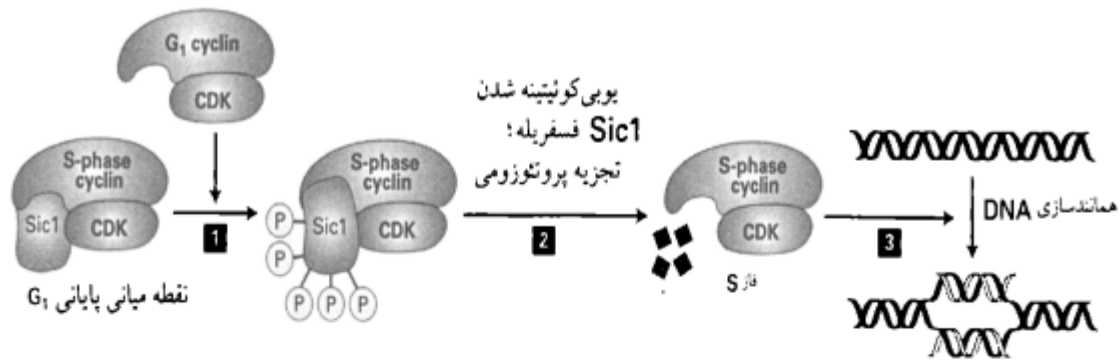 G₁ cyclin
CDK
S-phase
cyclin
Sic1
CDK
نقطه میانی پایانی G₁
1
S-phase
cyclin
Sic1
CDK
P
P
P
P
P
یوبی‌کوئیتینه شدن
Sic1 فسفریله؛
تجزیه پروتئوزومی
2
S-phase
cyclin
CDK
فاز S
3
همانندسازی DNA